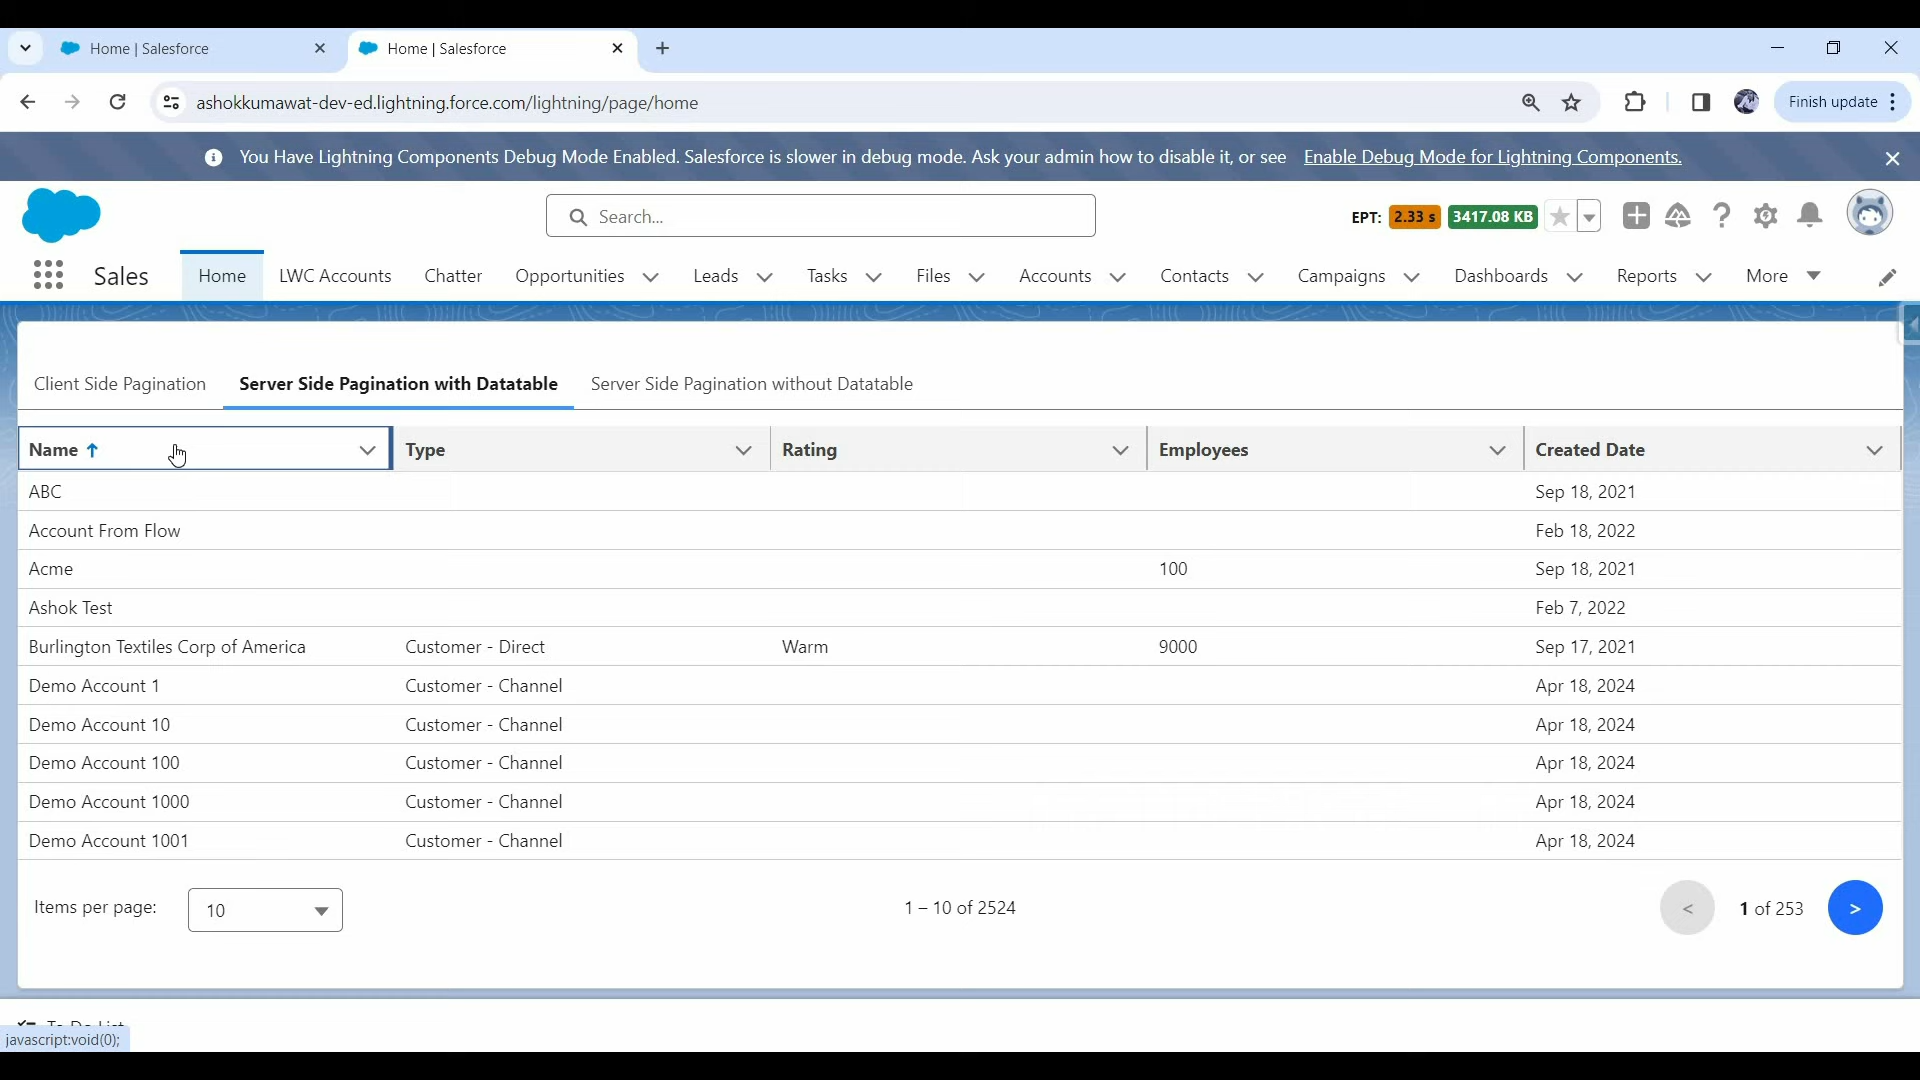 Home | Salesforce
Home | Salesforce
ashokkumawat-dev-ed.lightning.force.com/lightning/page/home
Finish update
You Have Lightning Components Debug Mode Enabled. Salesforce is slower in debug mode. Ask your admin how to disable it, or see Enable Debug Mode for Lightning Components.
Search...
EPT: 2.33 s 3417.08 KB
Sales Home LWC Accounts Chatter Opportunities Leads Tasks Files Accounts Contacts Campaigns Dashboards Reports More
Client Side Pagination Server Side Pagination with Datatable Server Side Pagination without Datatable
Name ↑ Type Rating Employees Created Date
ABC Sep 18, 2021
Account From Flow Feb 18, 2022
Acme 100 Sep 18, 2021
Ashok Test Feb 7, 2022
Burlington Textiles Corp of America Customer - Direct Warm 9000 Sep 17, 2021
Demo Account 1 Customer - Channel Apr 18, 2024
Demo Account 10 Customer - Channel Apr 18, 2024
Demo Account 100 Customer - Channel Apr 18, 2024
Demo Account 1000 Customer - Channel Apr 18, 2024
Demo Account 1001 Customer - Channel Apr 18, 2024
Items per page: 10 1 – 10 of 2524 < 1 of 253 >
To Do List
javascript:void(0);